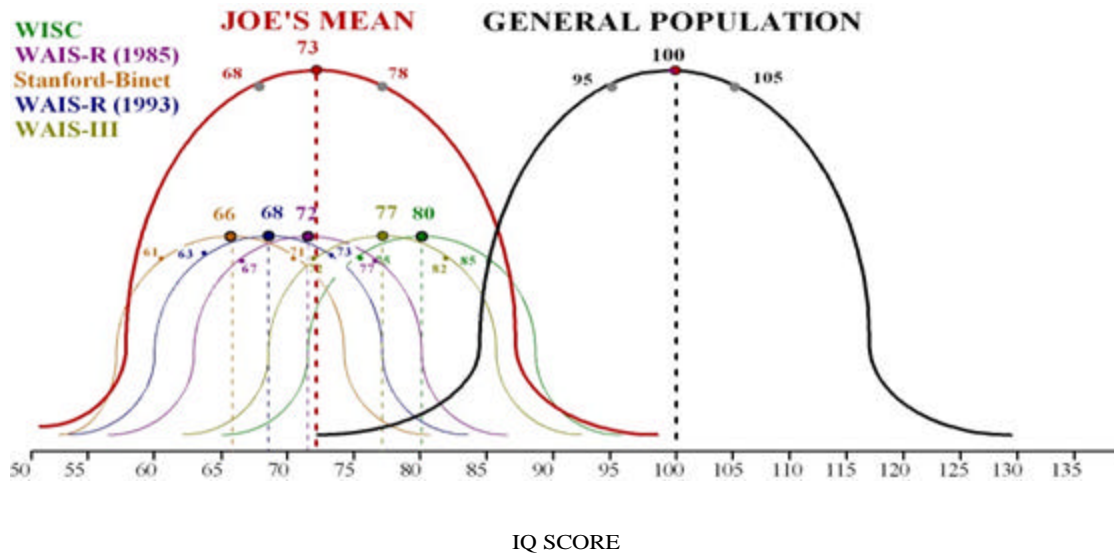 JOE'S MEAN
GENERAL POPULATION
WISC
WAIS-R (1985)
Stanford-Binet
WAIS-R (1993)
WAIS-III
73
68
78
100
95
105
66
68
72
77
80
61
63
67
71
72
73
75
77
82
85
50 55 60 65 70 75 80 85 90 95 100 105 110 115 120 125 130 135
IQ SCORE